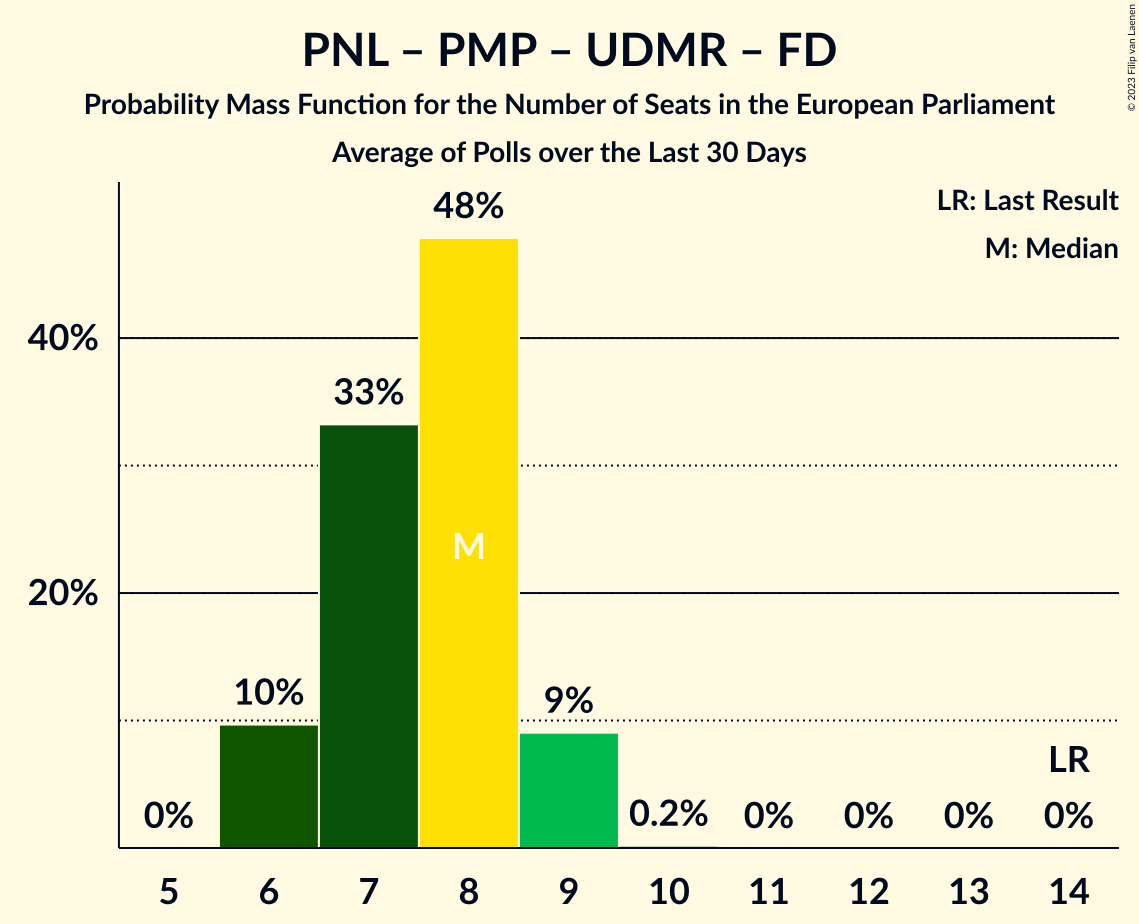 PNL – PMP – UDMR – FD
Probability Mass Function for the Number of Seats in the European Parliament
Average of Polls over the Last 30 Days
© 2023 Filip van Laenen
LR: Last Result
M: Median
48%
40%
33%
M
20%
10%
9%
LR
0%
0.2%
0%
0%
0%
0%
5 6 7 8 9 10 11 12 13 14